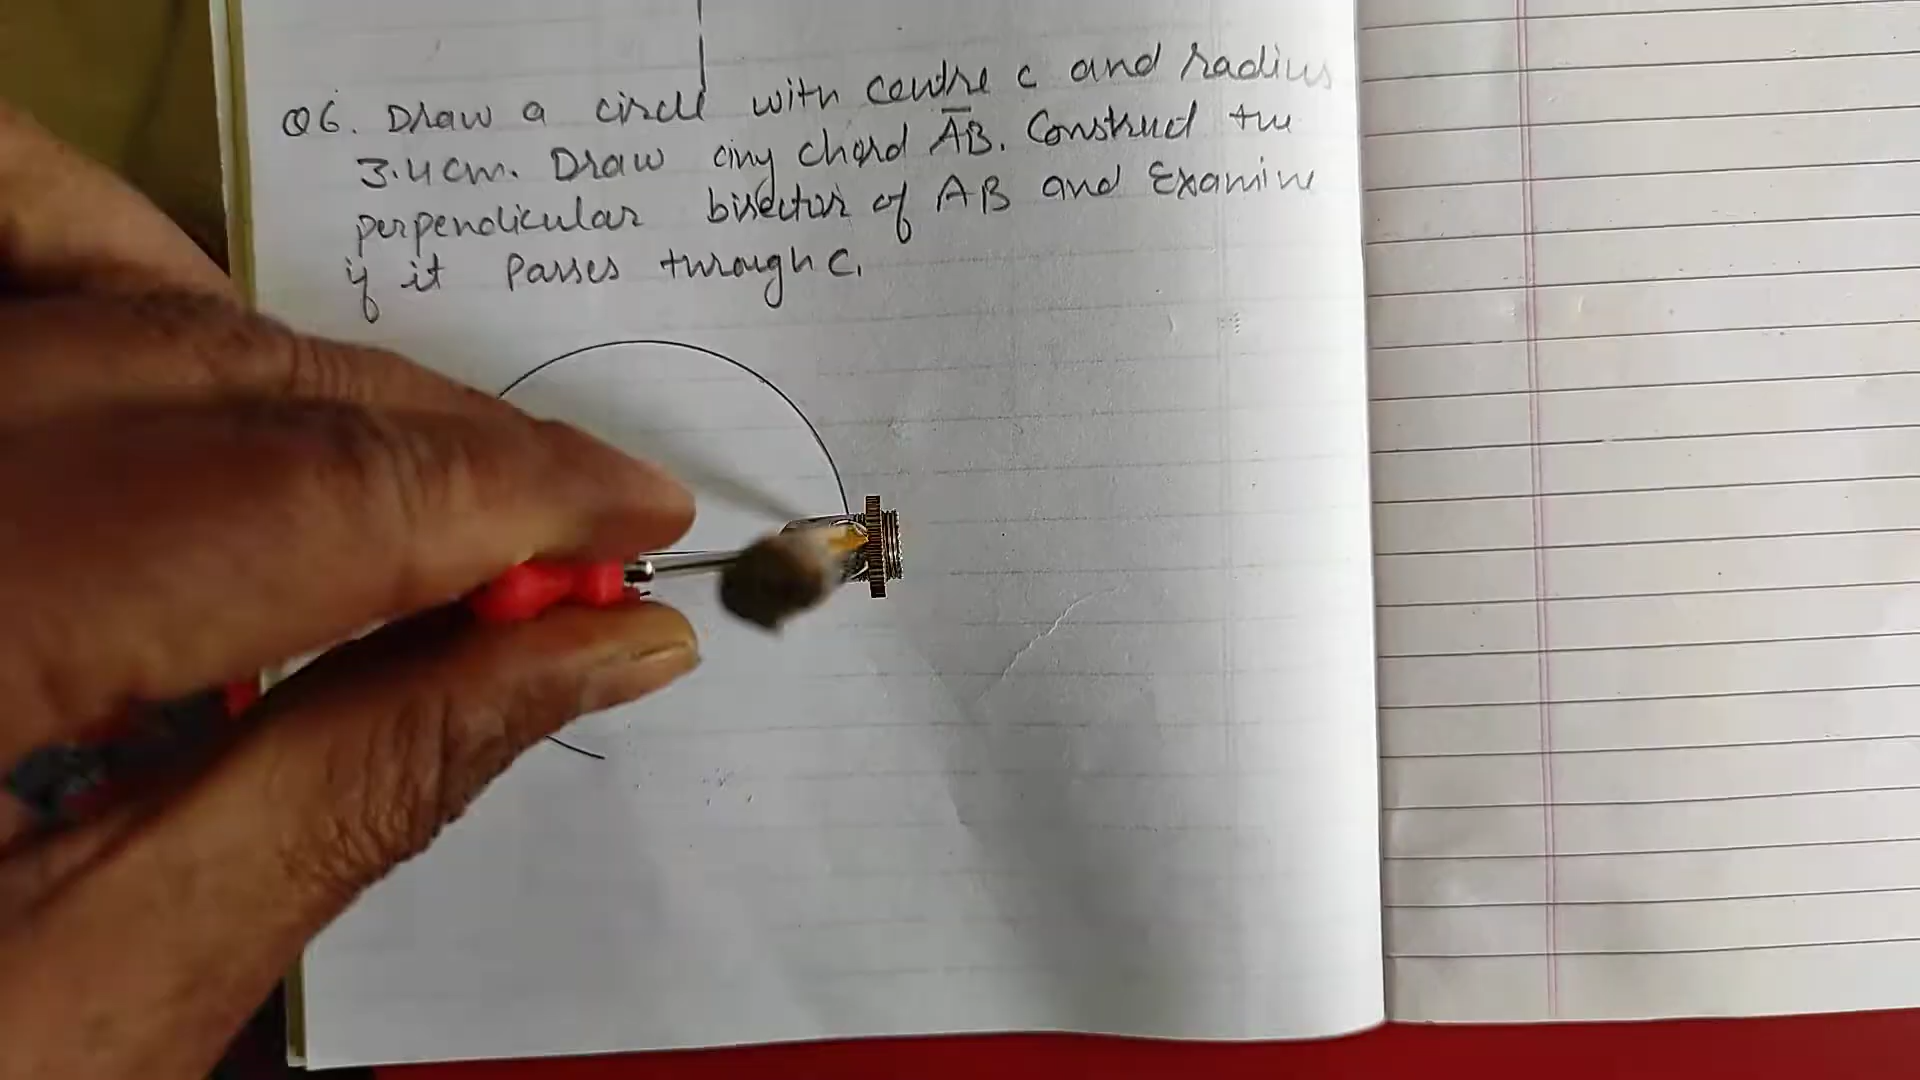 Q6. Draw a circle with centre C and radius
3.4cm. Draw any chord AB. Construct the
perpendicular bisector of AB and Examine
if it Passes through C.